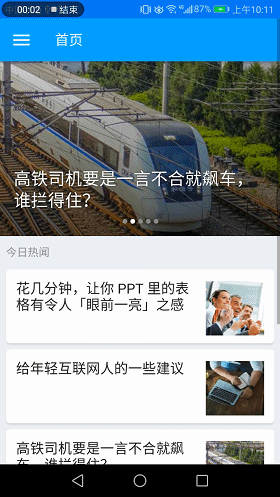 00:02 结束 87% 上午10:11
首页
高铁司机要是一言不合就飙车，
谁拦得住？
今日热闻
花几分钟，让你 PPT 里的表
格有令人「眼前一亮」之感
给年轻互联网人的一些建议
高铁司机要是一言不合就飙
车，谁拦得住？